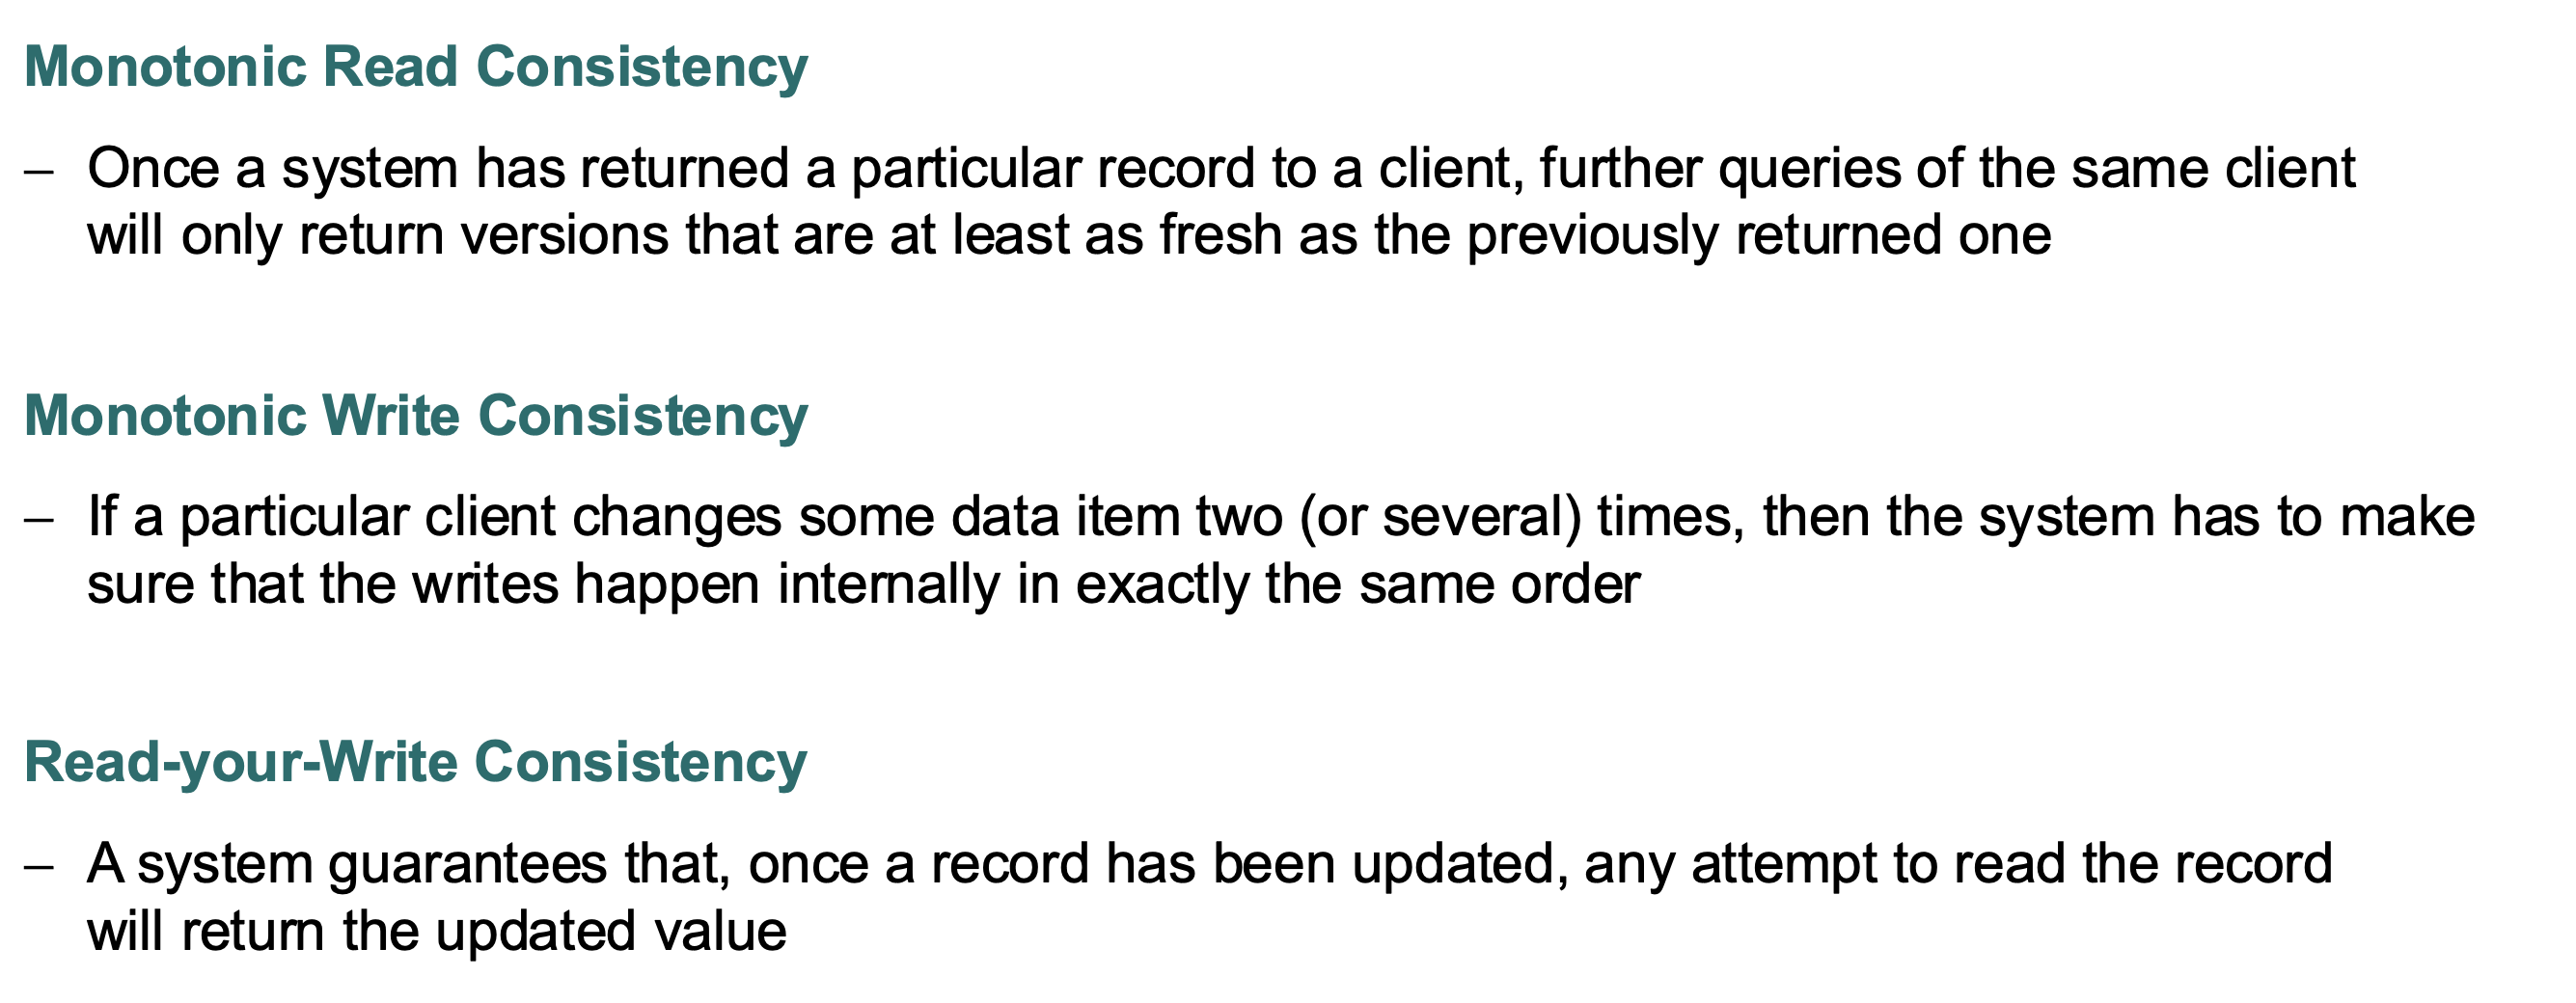 Monotonic Read Consistency
– Once a system has returned a particular record to a client, further queries of the same client
will only return versions that are at least as fresh as the previously returned one
Monotonic Write Consistency
– If a particular client changes some data item two (or several) times, then the system has to make
sure that the writes happen internally in exactly the same order
Read-your-Write Consistency
– A system guarantees that, once a record has been updated, any attempt to read the record
will return the updated value